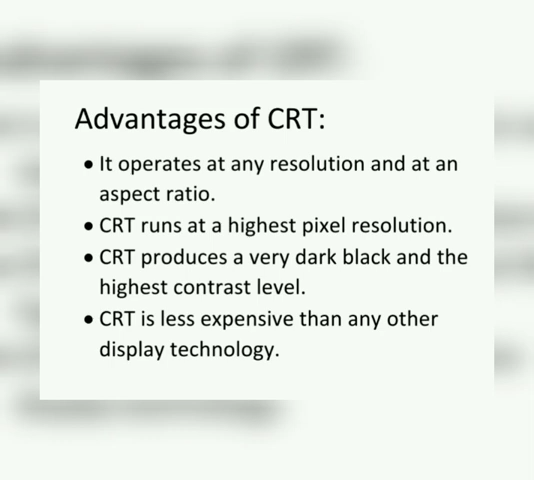 Advantages of CRT:
• It operates at any resolution and at an
aspect ratio.
• CRT runs at a highest pixel resolution.
• CRT produces a very dark black and the
highest contrast level.
• CRT is less expensive than any other
display technology.